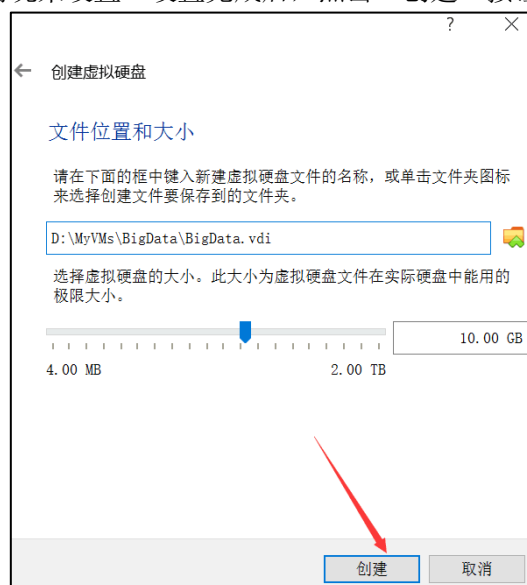 ? ×
← 创建虚拟硬盘
文件位置和大小
请在下面的框中键入新建虚拟硬盘文件的名称，或单击文件夹图标
来选择创建文件要保存到的文件夹。
D:\MyVMs\BigData\BigData.vdi
选择虚拟硬盘的大小。此大小为虚拟硬盘文件在实际硬盘中能用的
极限大小。
10.00 GB
4.00 MB 2.00 TB
创建 取消